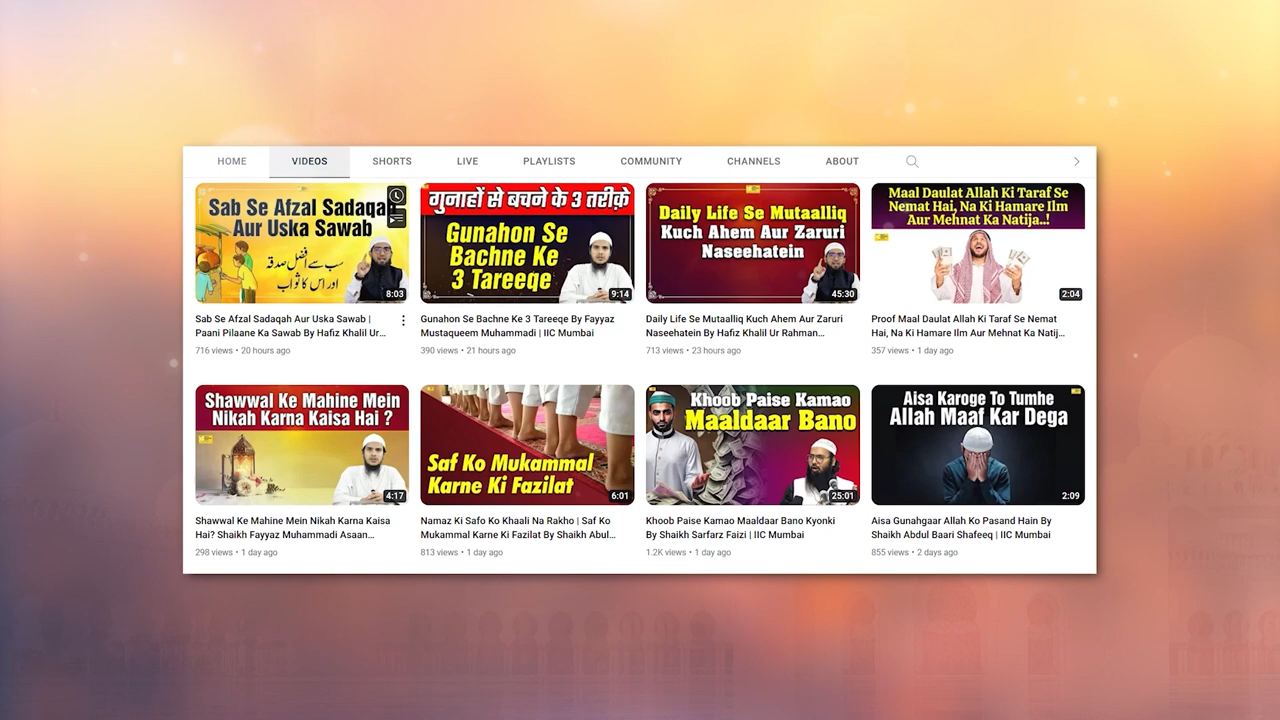 HOME VIDEOS SHORTS LIVE PLAYLISTS COMMUNITY CHANNELS ABOUT
Sab Se Afzal Sadaqah
Aur Uska Sawab
سب سے افضل صدقہ
اور اس کا ثواب
8:03
Sab Se Afzal Sadaqah Aur Uska Sawab |
Paani Pilaane Ka Sawab By Hafiz Khalil Ur...
716 views • 20 hours ago
गुनाहों से बचने के 3 तरीक़े
Gunahon Se
Bachne Ke
3 Tareeqe
9:14
Gunahon Se Bachne Ke 3 Tareeqe By Fayyaz
Mustaqueem Muhammadi | IIC Mumbai
390 views • 21 hours ago
Daily Life Se Mutaalliq
Kuch Ahem Aur Zaruri
Naseehatein
45:30
Daily Life Se Mutaalliq Kuch Ahem Aur Zaruri
Naseehatein By Hafiz Khalil Ur Rahman...
713 views • 23 hours ago
Maal Daulat Allah Ki Taraf Se
Nemat Hai, Na Ki Hamare Ilm
Aur Mehnat Ka Natija..!
2:04
Proof Maal Daulat Allah Ki Taraf Se Nemat
Hai, Na Ki Hamare Ilm Aur Mehnat Ka Natij...
357 views • 1 day ago
Shawwal Ke Mahine Mein
Nikah Karna Kaisa Hai ?
4:17
Shawwal Ke Mahine Mein Nikah Karna Kaisa
Hai? Shaikh Fayyaz Muhammadi Asaan...
298 views • 1 day ago
Saf Ko Mukammal
Karne Ki Fazilat
6:01
Namaz Ki Safo Ko Khaali Na Rakho | Saf Ko
Mukammal Karne Ki Fazilat By Shaikh Abul...
813 views • 1 day ago
Khoob Paise Kamao
Maaldaar Bano
25:01
Khoob Paise Kamao Maaldaar Bano Kyonki
By Shaikh Sarfarz Faizi | IIC Mumbai
1.2K views • 1 day ago
Aisa Karoge To Tumhe
Allah Maaf Kar Dega
2:09
Aisa Gunahgaar Allah Ko Pasand Hain By
Shaikh Abdul Baari Shafeeq | IIC Mumbai
855 views • 2 days ago